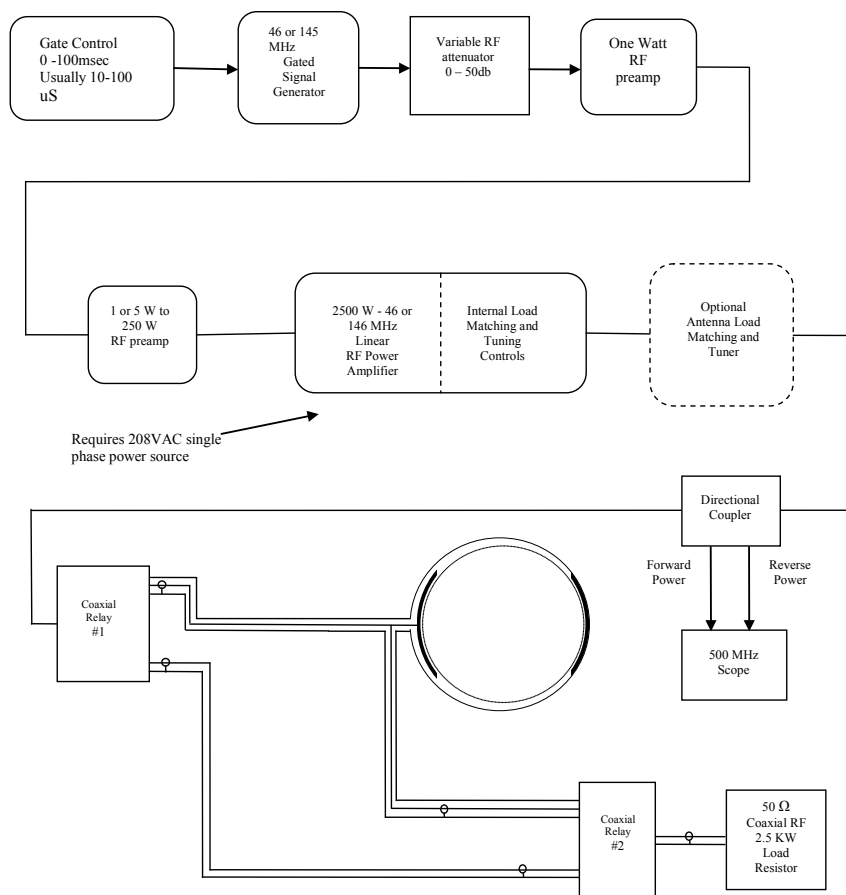 Gate Control
0 -100msec
Usually 10-100
uS
46 or 145
MHz
Gated
Signal
Generator
Variable RF
attenuator
0 – 50db
One Watt
RF
preamp
1 or 5 W to
250 W
RF preamp
2500 W - 46 or
146 MHz
Linear
RF Power
Amplifier
Internal Load
Matching and
Tuning
Controls
Optional
Antenna Load
Matching and
Tuner
Requires 208VAC single
phase power source
Directional
Coupler
Forward
Power
Reverse
Power
500 MHz
Scope
Coaxial
Relay
#1
Coaxial
Relay
#2
50 Ω
Coaxial RF
2.5 KW
Load
Resistor